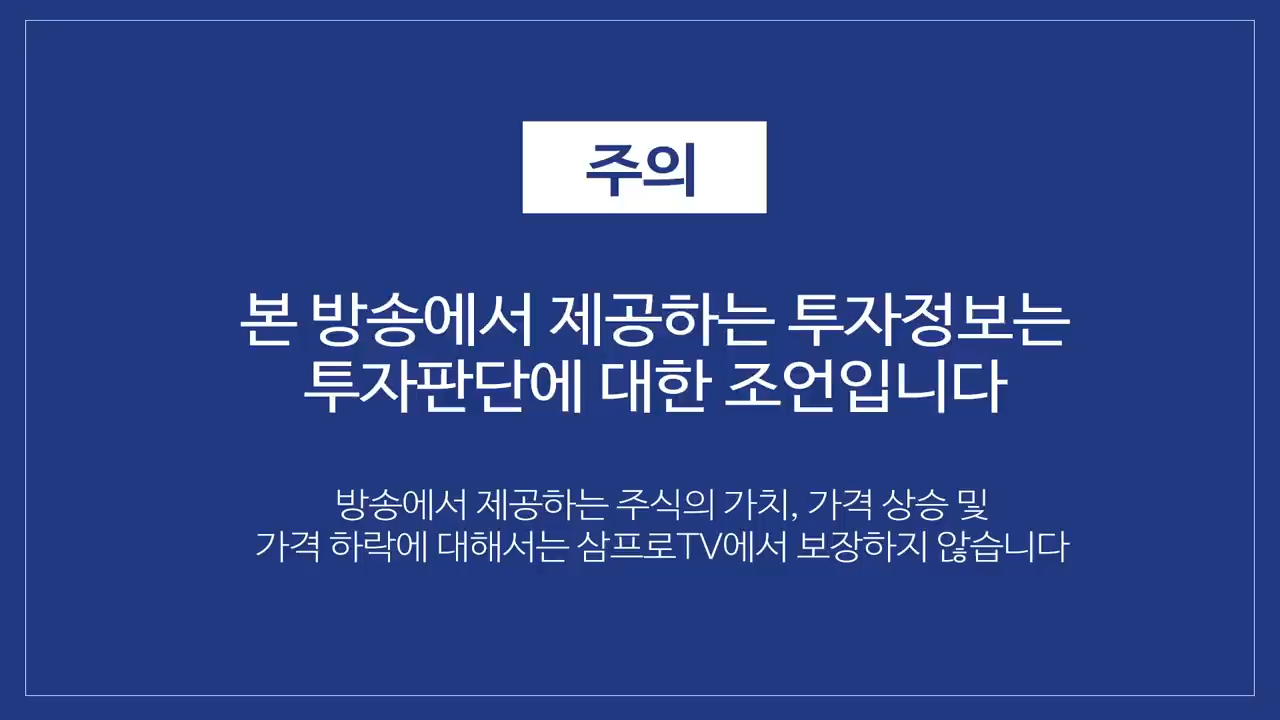 주의
본 방송에서 제공하는 투자정보는
투자판단에 대한 조언입니다
방송에서 제공하는 주식의 가치, 가격 상승 및
가격 하락에 대해서는 삼프로TV에서 보장하지 않습니다